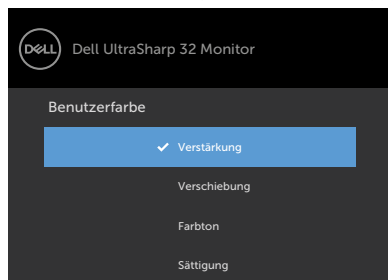 DELL Dell UltraSharp 32 Monitor
Benutzerfarbe
Verstärkung
Verschiebung
Farbton
Sättigung